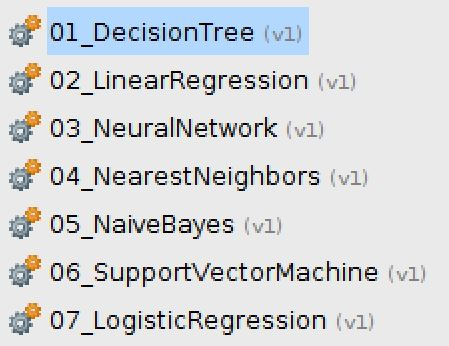 01_DecisionTree (v1)
02_LinearRegression (v1)
03_NeuralNetwork (v1)
04_NearestNeighbors (v1)
05_NaiveBayes (v1)
06_SupportVectorMachine (v1)
07_LogisticRegression (v1)